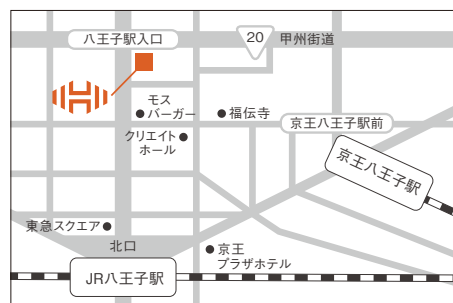 八王子駅入口
20
甲州街道
モス
バーガー
福伝寺
京王八王子駅前
クリエイト
ホール
京王八王子駅
東急スクエア
北口
京王
プラザホテル
JR八王子駅